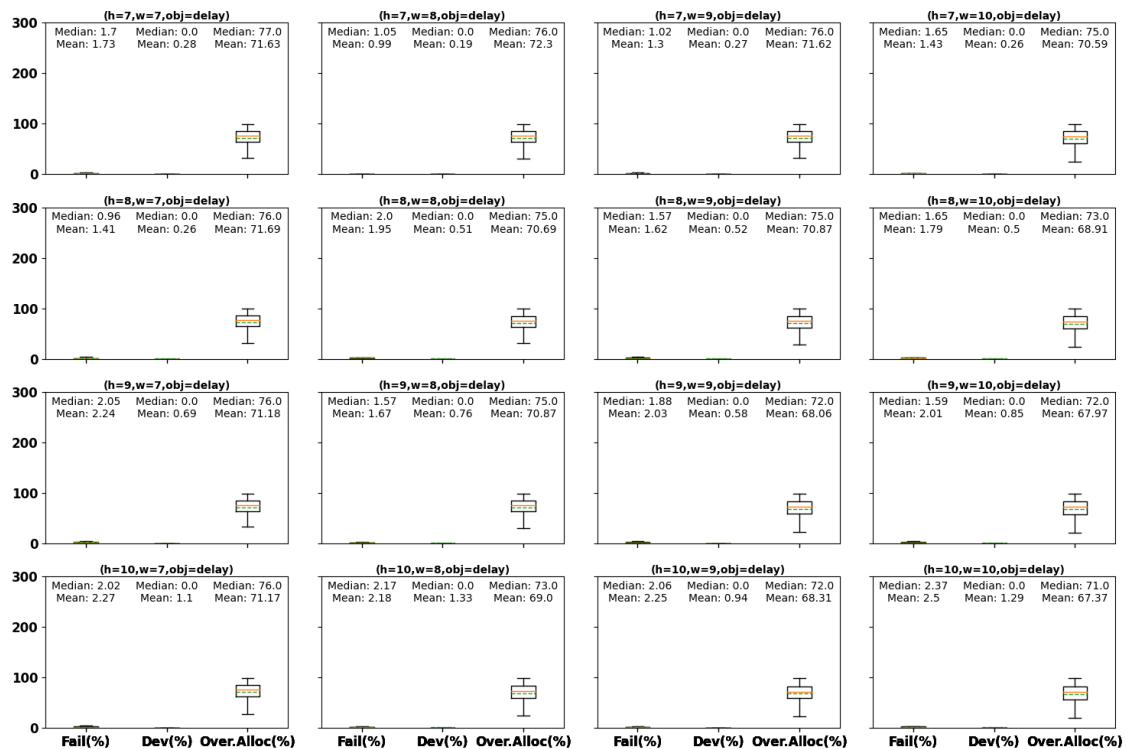 (h=7,w=7,obj=delay) (h=7,w=8,obj=delay) (h=7,w=9,obj=delay) (h=7,w=10,obj=delay)
300
Median: 1.7 Median: 0.0 Median: 77.0 Median: 1.05 Median: 0.0 Median: 76.0 Median: 1.02 Median: 0.0 Median: 76.0 Median: 1.65 Median: 0.0 Median: 75.0
Mean: 1.73 Mean: 0.28 Mean: 71.63 Mean: 0.99 Mean: 0.19 Mean: 72.3 Mean: 1.3 Mean: 0.27 Mean: 71.62 Mean: 1.43 Mean: 0.26 Mean: 70.59
200
100
0
(h=8,w=7,obj=delay) (h=8,w=8,obj=delay) (h=8,w=9,obj=delay) (h=8,w=10,obj=delay)
300
Median: 0.96 Median: 0.0 Median: 76.0 Median: 2.0 Median: 0.0 Median: 75.0 Median: 1.57 Median: 0.0 Median: 75.0 Median: 1.65 Median: 0.0 Median: 73.0
Mean: 1.41 Mean: 0.26 Mean: 71.69 Mean: 1.95 Mean: 0.51 Mean: 70.69 Mean: 1.62 Mean: 0.52 Mean: 70.87 Mean: 1.79 Mean: 0.5 Mean: 68.91
200
100
0
(h=9,w=7,obj=delay) (h=9,w=8,obj=delay) (h=9,w=9,obj=delay) (h=9,w=10,obj=delay)
300
Median: 2.05 Median: 0.0 Median: 76.0 Median: 1.57 Median: 0.0 Median: 75.0 Median: 1.88 Median: 0.0 Median: 72.0 Median: 1.59 Median: 0.0 Median: 72.0
Mean: 2.24 Mean: 0.69 Mean: 71.18 Mean: 1.67 Mean: 0.76 Mean: 70.87 Mean: 2.03 Mean: 0.58 Mean: 68.06 Mean: 2.01 Mean: 0.85 Mean: 67.97
200
100
0
(h=10,w=7,obj=delay) (h=10,w=8,obj=delay) (h=10,w=9,obj=delay) (h=10,w=10,obj=delay)
300
Median: 2.02 Median: 0.0 Median: 76.0 Median: 2.17 Median: 0.0 Median: 73.0 Median: 2.06 Median: 0.0 Median: 72.0 Median: 2.37 Median: 0.0 Median: 71.0
Mean: 2.27 Mean: 1.1 Mean: 71.17 Mean: 2.18 Mean: 1.33 Mean: 69.0 Mean: 2.25 Mean: 0.94 Mean: 68.31 Mean: 2.5 Mean: 1.29 Mean: 67.37
200
100
0
Fail(%) Dev(%) Over.Alloc(%) Fail(%) Dev(%) Over.Alloc(%) Fail(%) Dev(%) Over.Alloc(%) Fail(%) Dev(%) Over.Alloc(%)